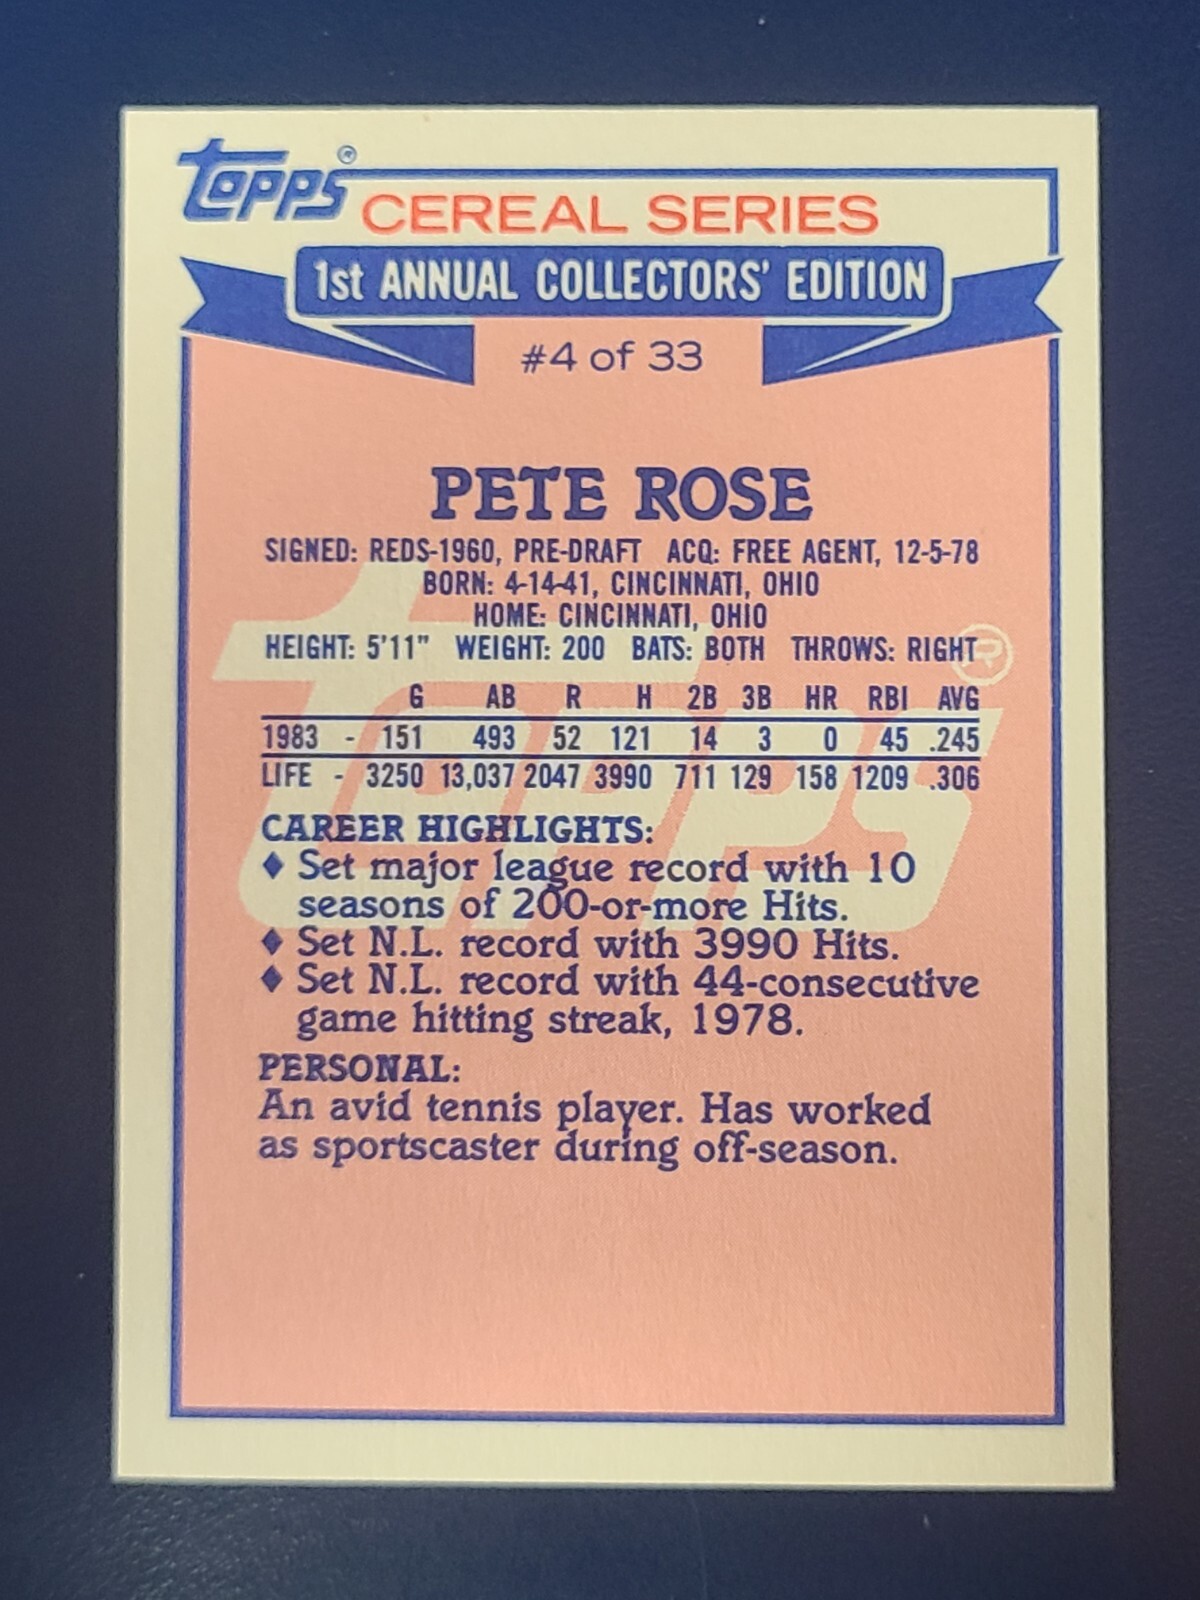 Topps®
CEREAL SERIES
1st ANNUAL COLLECTORS' EDITION
#4 of 33
PETE ROSE
SIGNED: REDS-1960, PRE-DRAFT ACQ: FREE AGENT, 12-5-78
BORN: 4-14-41, CINCINNATI, OHIO
HOME: CINCINNATI, OHIO
HEIGHT: 5'11" WEIGHT: 200 BATS: BOTH THROWS: RIGHT
G AB R H 2B 3B HR RBI AVG
1983 - 151 493 52 121 14 3 0 45 .245
LIFE - 3250 13,037 2047 3990 711 129 158 1209 .306
CAREER HIGHLIGHTS:
♦ Set major league record with 10
seasons of 200-or-more Hits.
♦ Set N.L. record with 3990 Hits.
♦ Set N.L. record with 44-consecutive
game hitting streak, 1978.
PERSONAL:
An avid tennis player. Has worked
as sportscaster during off-season.
Topps®